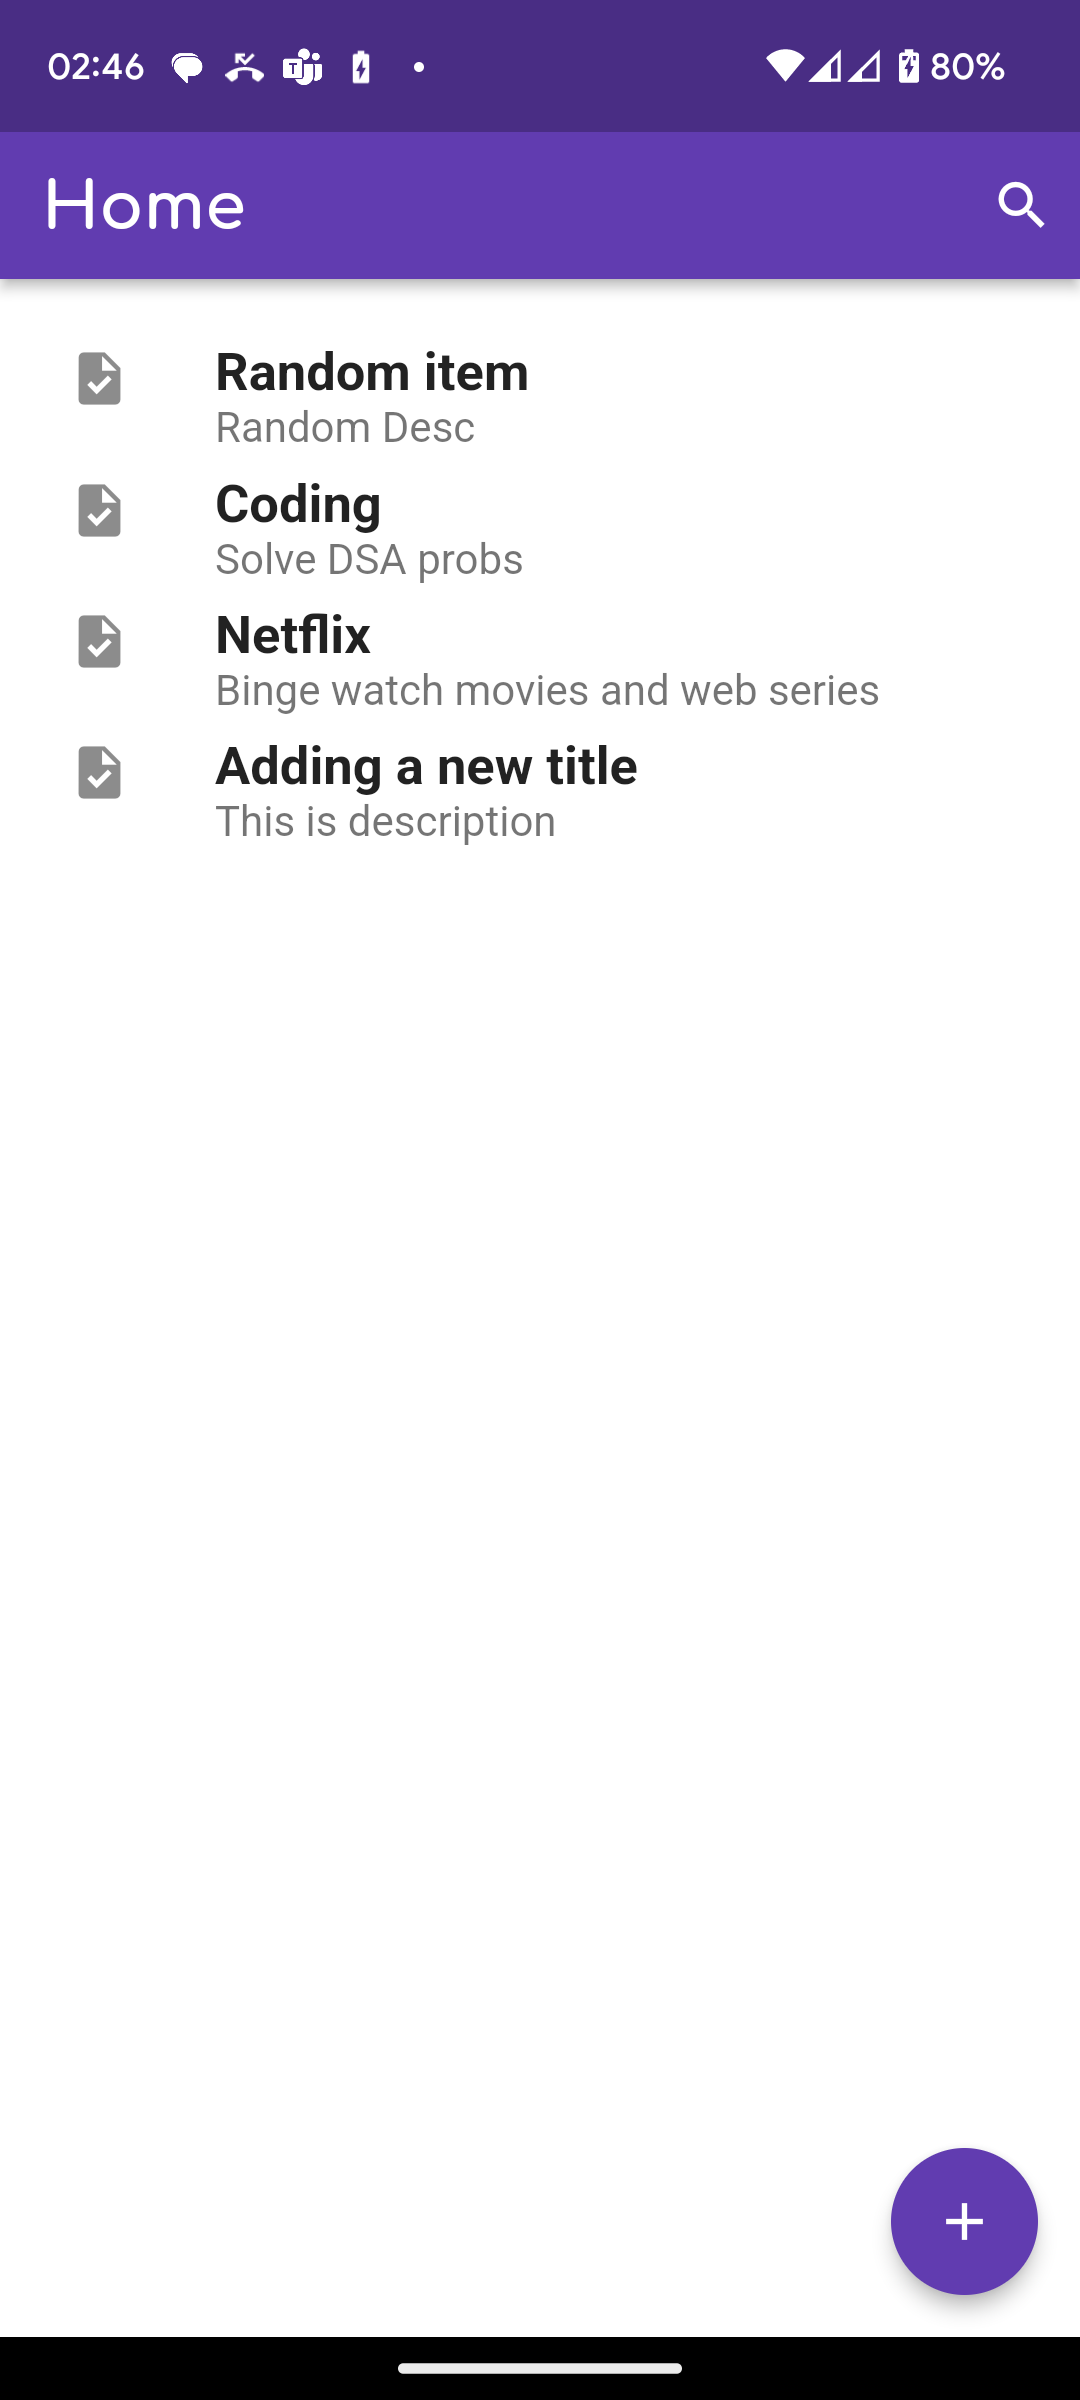 02:46
80%
Home
Random item
Random Desc
Coding
Solve DSA probs
Netflix
Binge watch movies and web series
Adding a new title
This is description